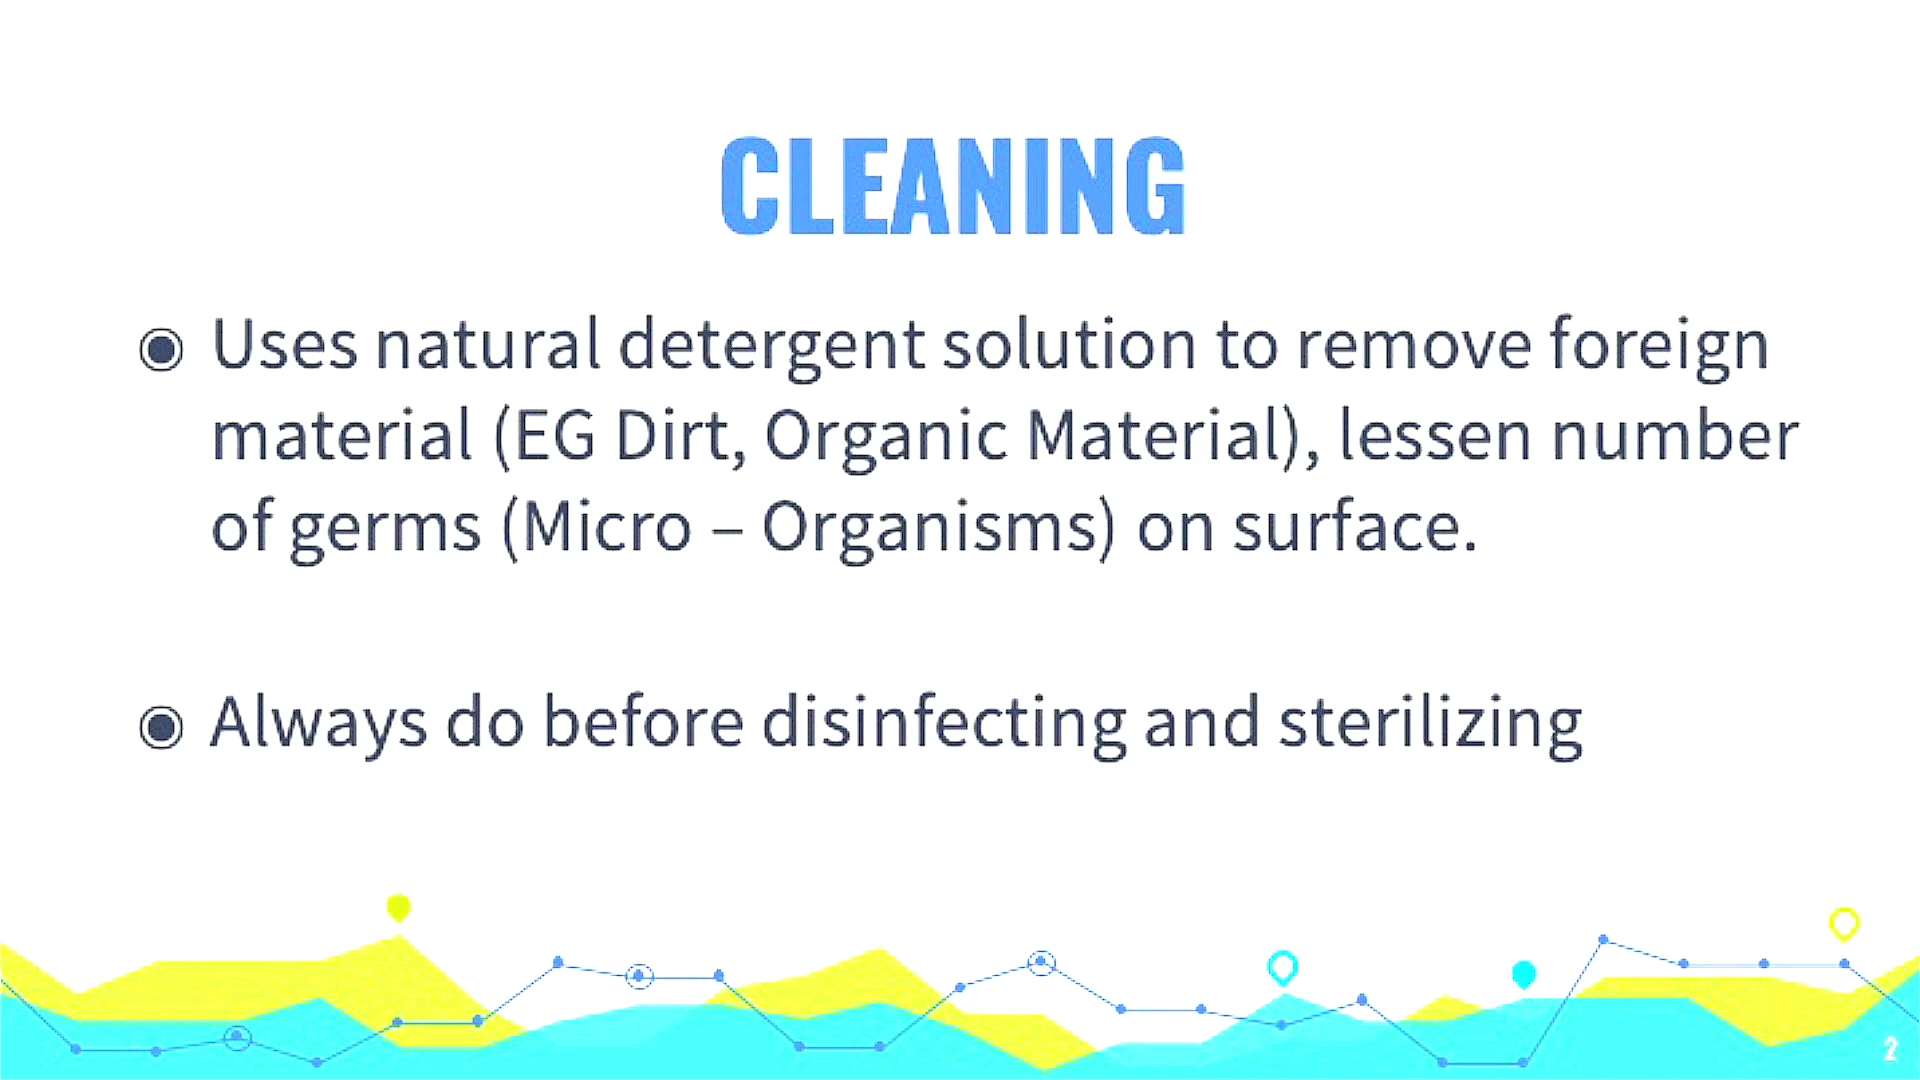 CLEANING
Uses natural detergent solution to remove foreign
material (EG Dirt, Organic Material), lessen number
of germs (Micro – Organisms) on surface.
Always do before disinfecting and sterilizing
2